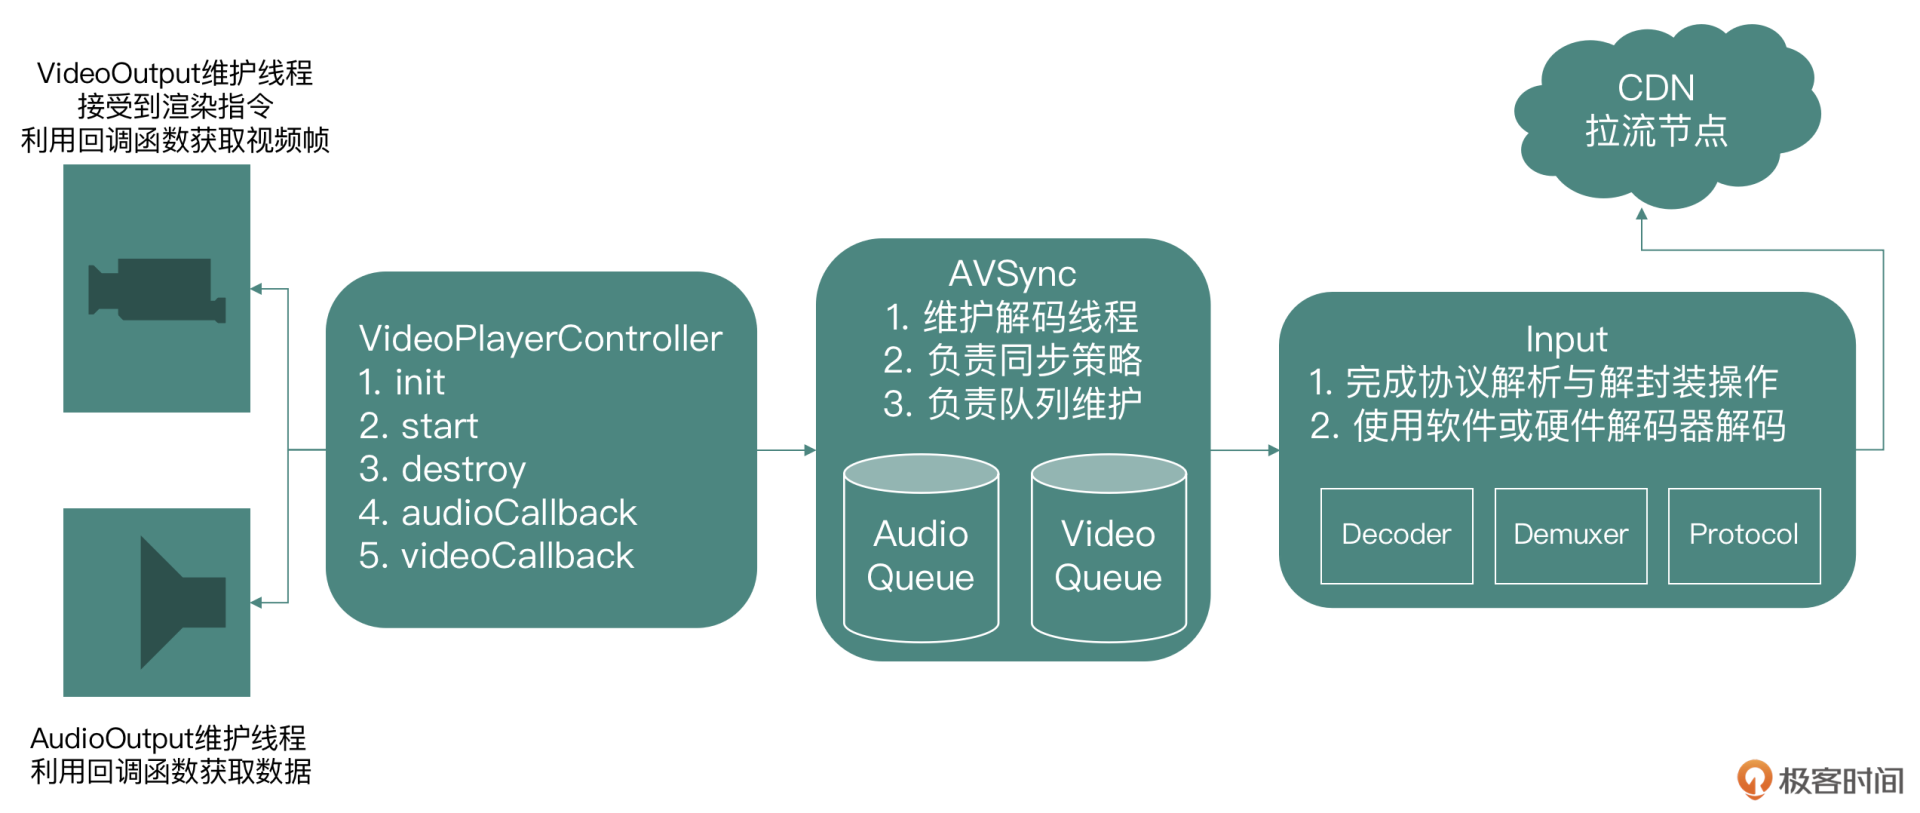 VideoOutput维护线程
接受到渲染指令
利用回调函数获取视频帧
AudioOutput维护线程
利用回调函数获取数据
VideoPlayerController
1. init
2. start
3. destroy
4. audioCallback
5. videoCallback
AVSync
1. 维护解码线程
2. 负责同步策略
3. 负责队列维护
Audio
Queue
Video
Queue
Input
1. 完成协议解析与解封装操作
2. 使用软件或硬件解码器解码
Decoder
Demuxer
Protocol
CDN
拉流节点
极客时间